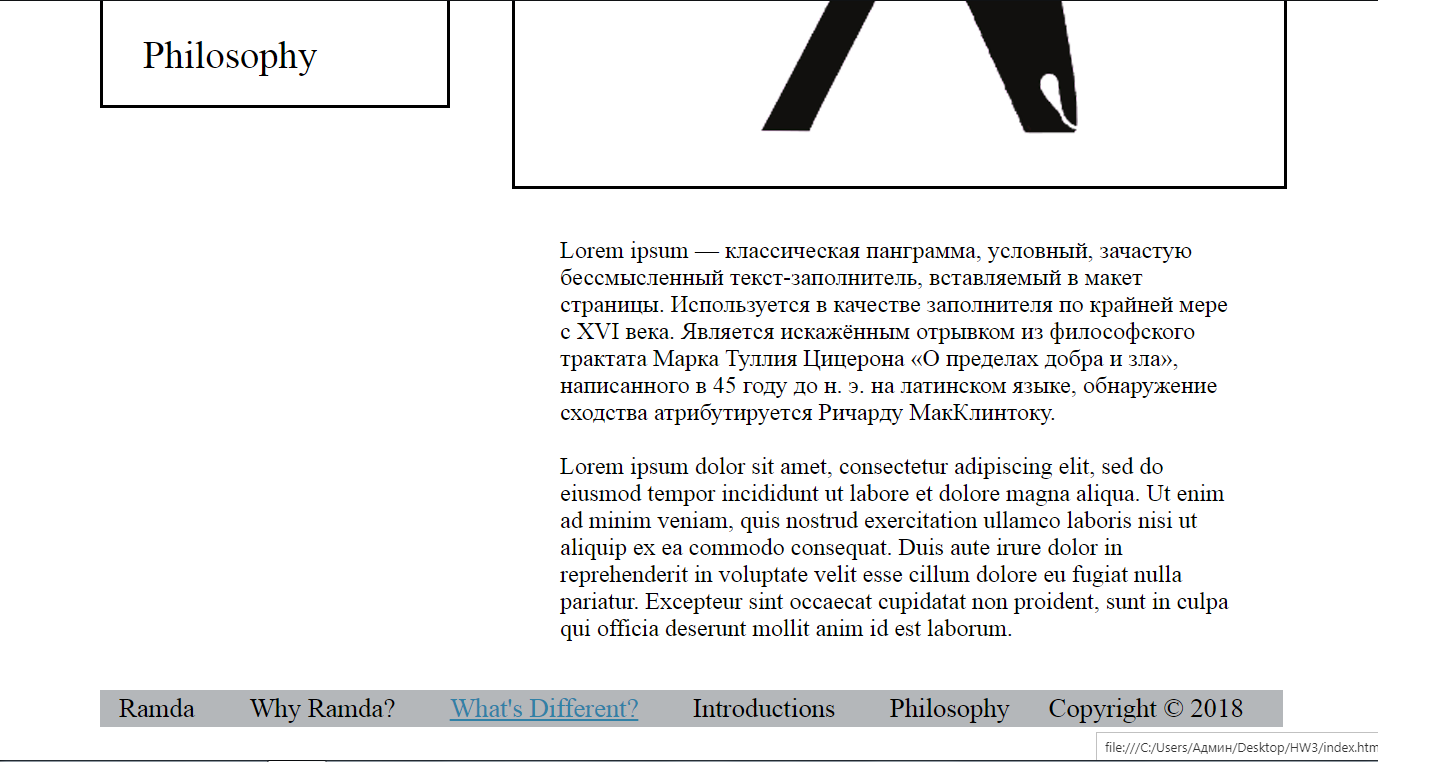 Philosophy
Lorem ipsum — классическая панграмма, условный, зачастую
бессмысленный текст-заполнитель, вставляемый в макет
страницы. Используется в качестве заполнителя по крайней мере
с XVI века. Является искажённым отрывком из философского
трактата Марка Туллия Цицерона «О пределах добра и зла»,
написанного в 45 году до н. э. на латинском языке, обнаружение
сходства атрибутируется Ричарду МакКлинтоку.
Lorem ipsum dolor sit amet, consectetur adipiscing elit, sed do
eiusmod tempor incididunt ut labore et dolore magna aliqua. Ut enim
ad minim veniam, quis nostrud exercitation ullamco laboris nisi ut
aliquip ex ea commodo consequat. Duis aute irure dolor in
reprehenderit in voluptate velit esse cillum dolore eu fugiat nulla
pariatur. Excepteur sint occaecat cupidatat non proident, sunt in culpa
qui officia deserunt mollit anim id est laborum.
Ramda Why Ramda? What's Different? Introductions Philosophy Copyright © 2018
file:///C:/Users/Админ/Desktop/HW3/index.htm